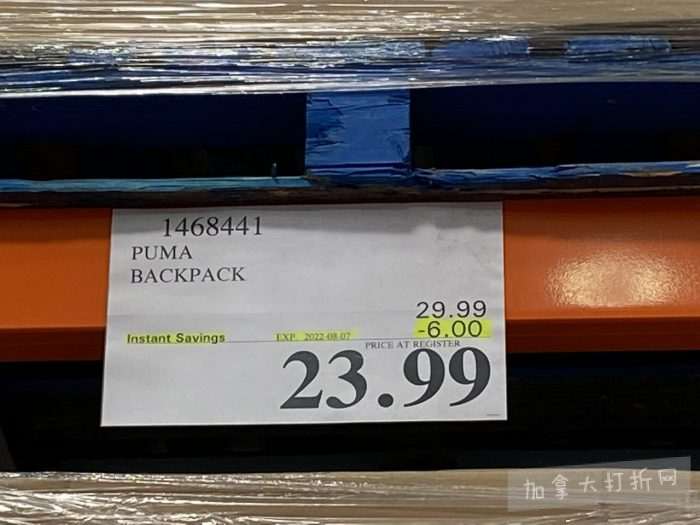 1468441
PUMA
BACKPACK
29.99
Instant Savings EXP. 2022-08-07 -6.00
PRICE AT REGISTER
23.99
加拿大打折网